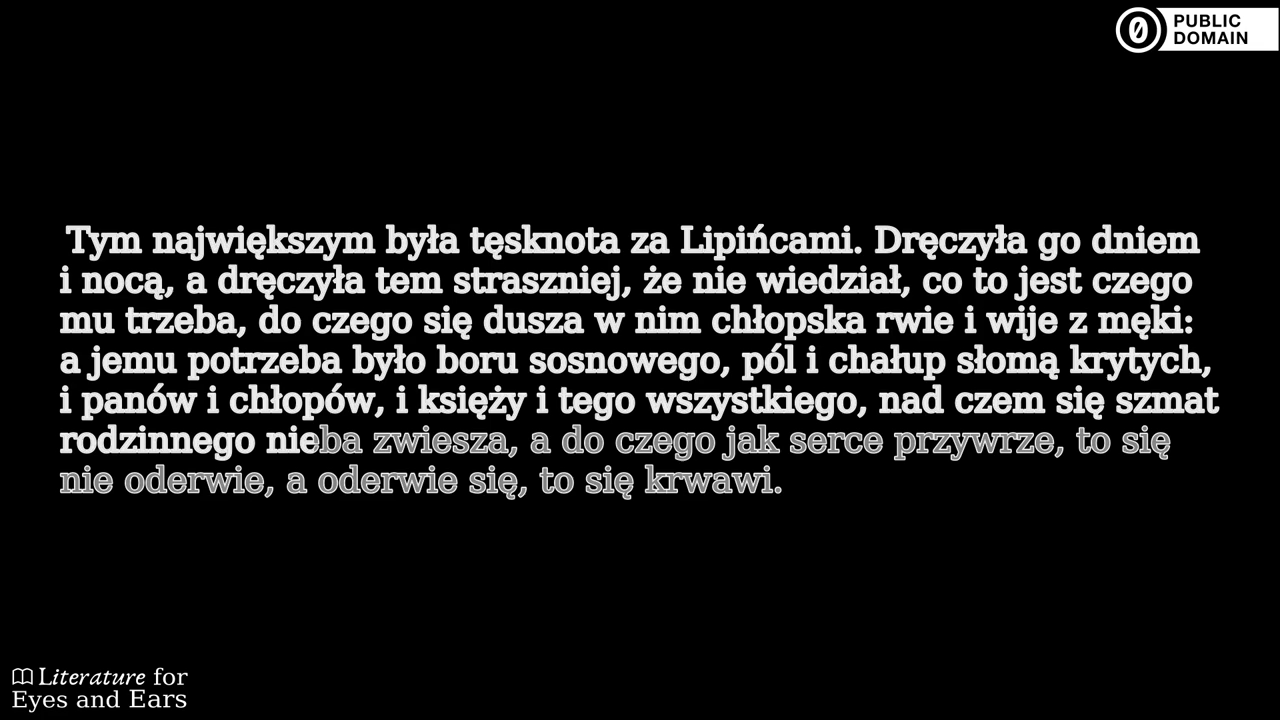 PUBLIC
DOMAIN
Tym największym była tęsknota za Lipińcami. Dręczyła go dniem
i nocą, a dręczyła tem straszniej, że nie wiedział, co to jest czego
mu trzeba, do czego się dusza w nim chłopska rwie i wije z męki:
a jemu potrzeba było boru sosnowego, pól i chałup słomą krytych,
i panów i chłopów, i księży i tego wszystkiego, nad czem się szmat
rodzinnego nieba zwiesza, a do czego jak serce przywrze, to się
nie oderwie, a oderwie się, to się krwawi.
Literature for
Eyes and Ears